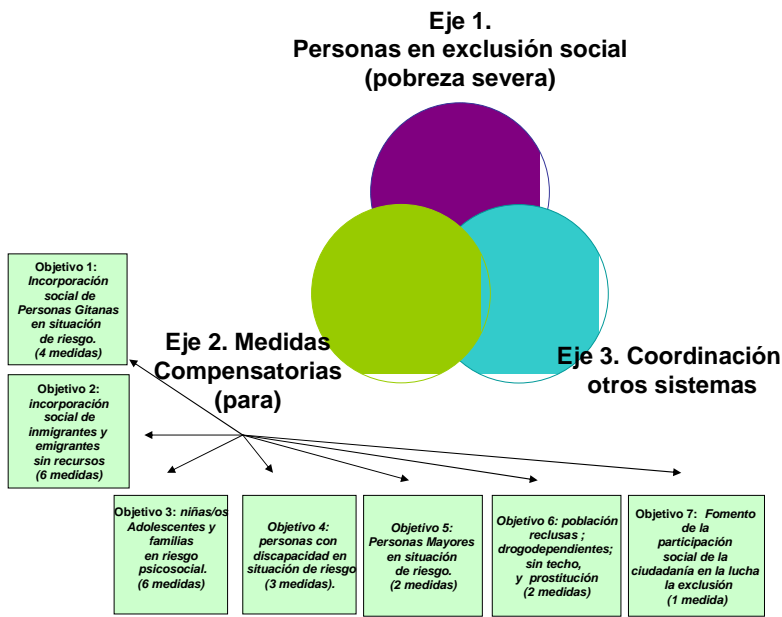 Eje 1.
Personas en exclusión social
(pobreza severa)
Objetivo 1:
Incorporación
social de
Personas Gitanas
en situación
de riesgo.
(4 medidas)
Eje 2. Medidas
Compensatorias
(para)
Eje 3. Coordinación
otros sistemas
Objetivo 2:
incorporación
social de
inmigrantes y
emigrantes
sin recursos
(6 medidas)
Objetivo 3: niñas/os
Adolescentes y
familias
en riesgo
psicosocial.
(6 medidas)
Objetivo 4:
personas con
discapacidad en
situación de riesgo
(3 medidas).
Objetivo 5:
Personas Mayores
en situación
de riesgo.
(2 medidas)
Objetivo 6: población
reclusas ;
drogodependientes;
sin techo,
y prostitución
(2 medidas)
Objetivo 7: Fomento
de la
participación
social de la
ciudadanía en la lucha
la exclusión
(1 medida)